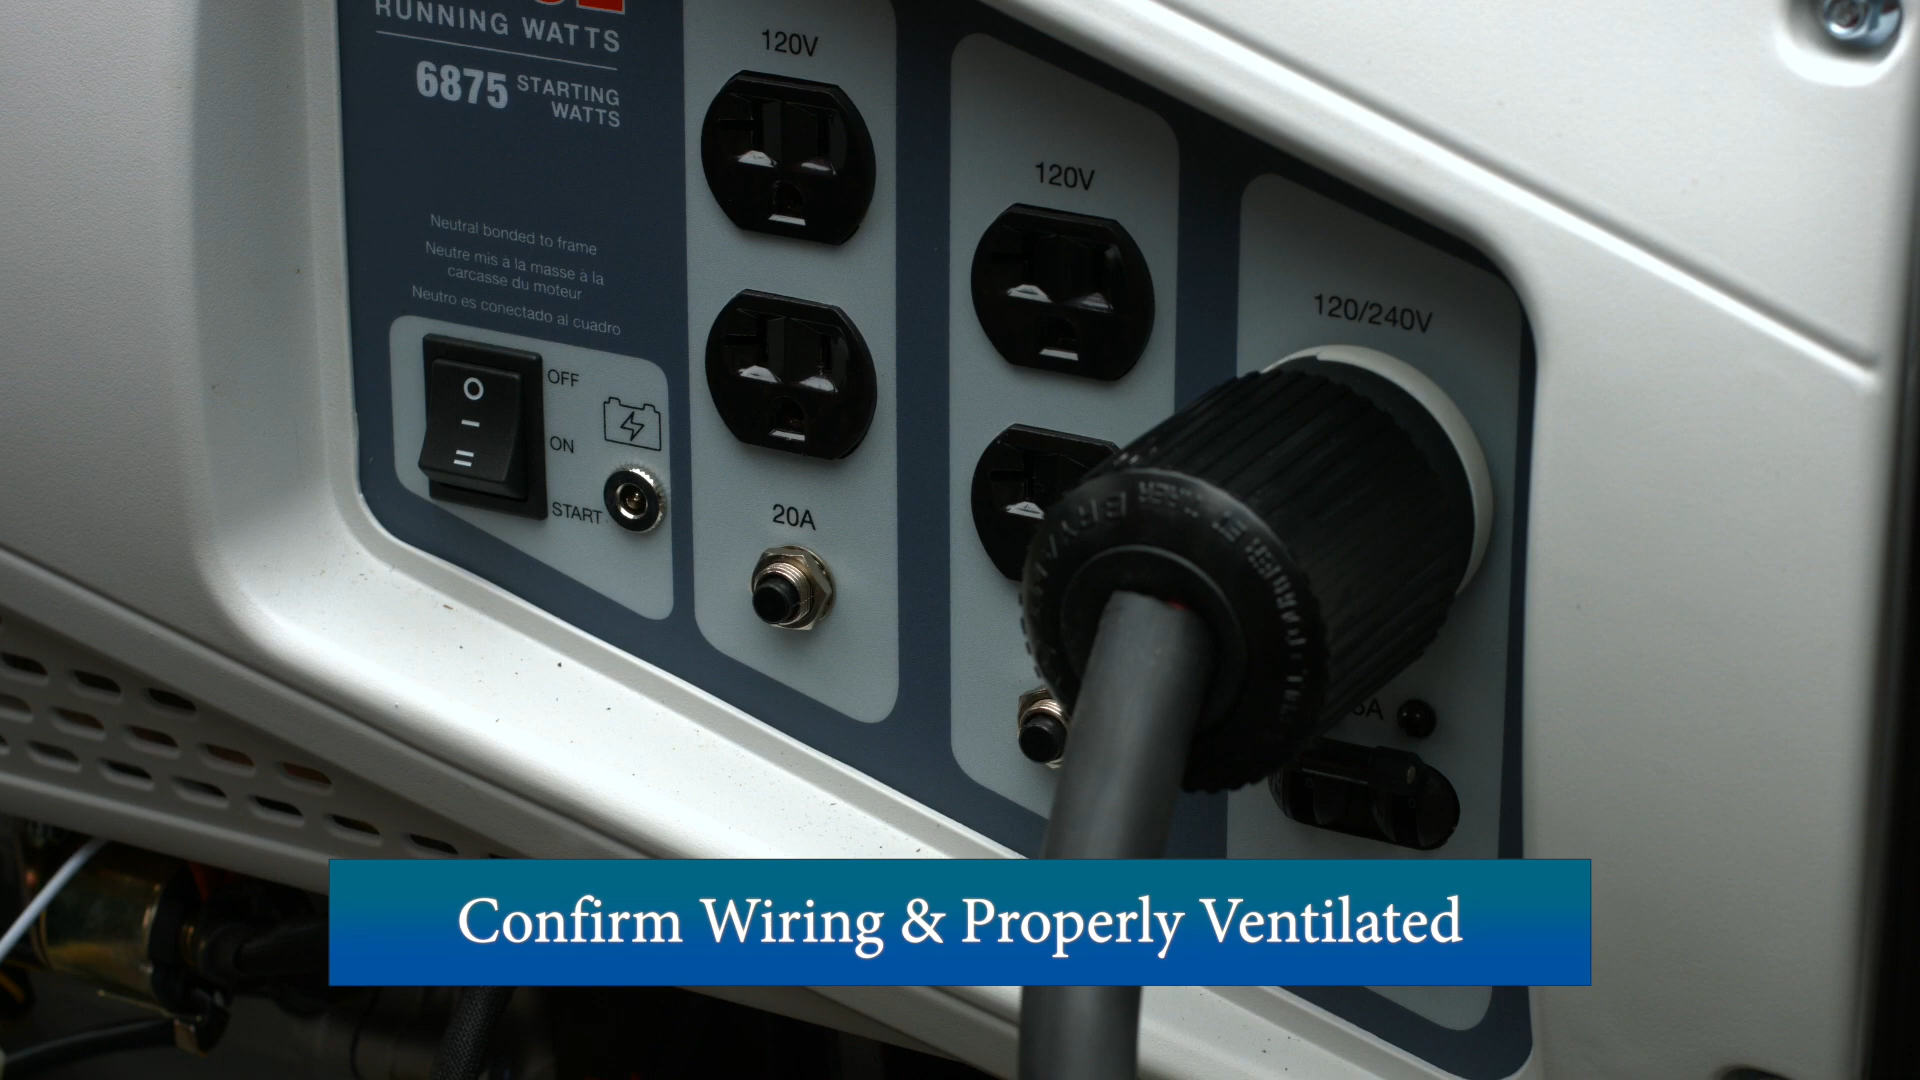 RUNNING WATTS
6875 STARTING
WATTS
Neutral bonded to frame
Neutre mis à la masse à la
carcasse du moteur
Neutro es conectado al cuadro
OFF
ON
START
120V
20A
120V
120/240V
Confirm Wiring & Properly Ventilated